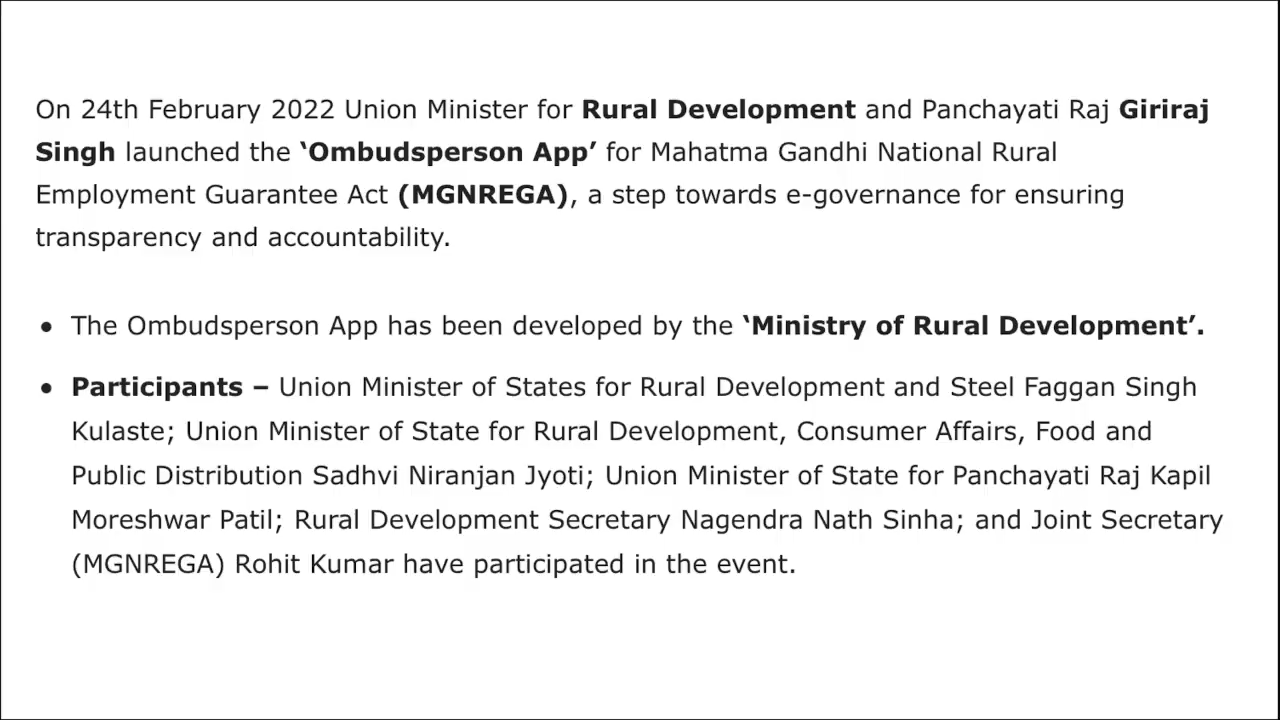 On 24th February 2022 Union Minister for Rural Development and Panchayati Raj Giriraj
Singh launched the ‘Ombudsperson App’ for Mahatma Gandhi National Rural
Employment Guarantee Act (MGNREGA), a step towards e-governance for ensuring
transparency and accountability.
• The Ombudsperson App has been developed by the ‘Ministry of Rural Development’.
• Participants – Union Minister of States for Rural Development and Steel Faggan Singh
Kulaste; Union Minister of State for Rural Development, Consumer Affairs, Food and
Public Distribution Sadhvi Niranjan Jyoti; Union Minister of State for Panchayati Raj Kapil
Moreshwar Patil; Rural Development Secretary Nagendra Nath Sinha; and Joint Secretary
(MGNREGA) Rohit Kumar have participated in the event.